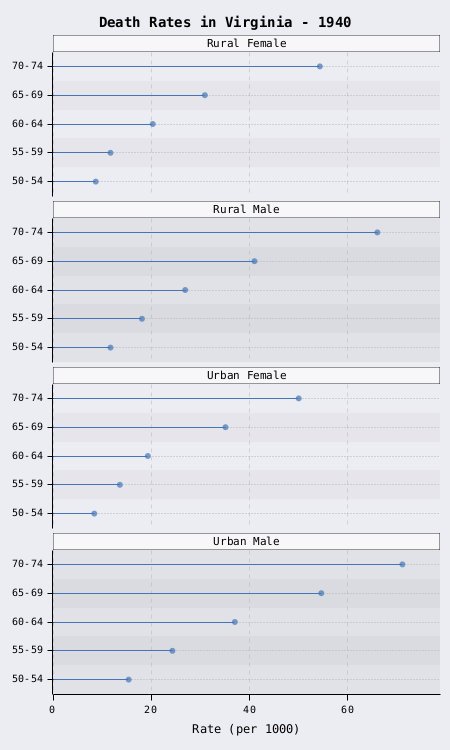 Death Rates in Virginia - 1940
Rural Female
70-74
65-69
60-64
55-59
50-54
Rural Male
70-74
65-69
60-64
55-59
50-54
Urban Female
70-74
65-69
60-64
55-59
50-54
Urban Male
70-74
65-69
60-64
55-59
50-54
0 20 40 60
Rate (per 1000)